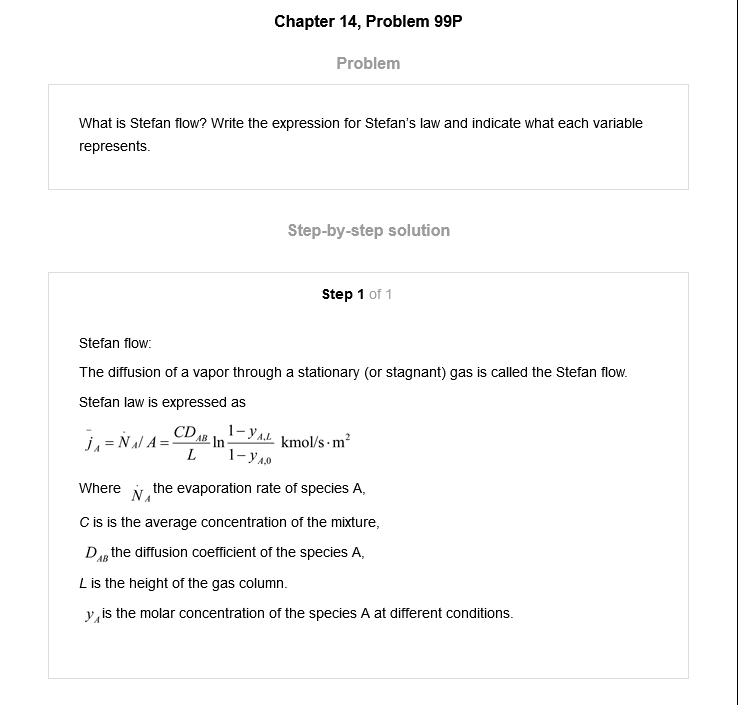 Chapter 14, Problem 99P
Problem
What is Stefan flow? Write the expression for Stefan's law and indicate what each variable
represents.
Step-by-step solution
Step 1 of 1
Stefan flow:
The diffusion of a vapor through a stationary (or stagnant) gas is called the Stefan flow.
Stefan law is expressed as
$\bar{j}_A = \dot{N}_A / A = \frac{CD_{AB}}{L} \ln \frac{1-y_{A,L}}{1-y_{A,0}}$ kmol/s·m²
Where $\dot{N}_A$ the evaporation rate of species A,
C is is the average concentration of the mixture,
$D_{AB}$ the diffusion coefficient of the species A,
L is the height of the gas column.
$y_A$ is the molar concentration of the species A at different conditions.